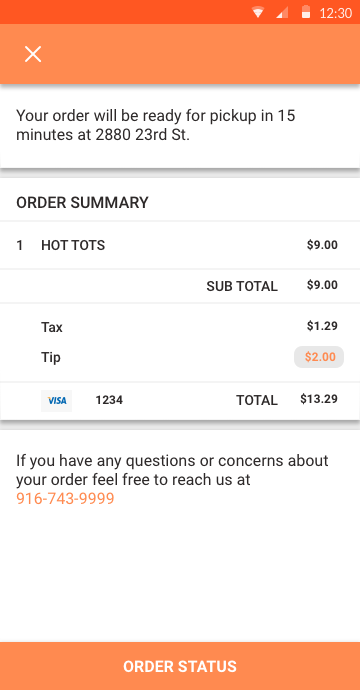 12:30
Your order will be ready for pickup in 15
minutes at 2880 23rd St.
ORDER SUMMARY
1 HOT TOTS $9.00
SUB TOTAL $9.00
Tax $1.29
Tip $2.00
VISA 1234 TOTAL $13.29
If you have any questions or concerns about
your order feel free to reach us at
916-743-9999
ORDER STATUS